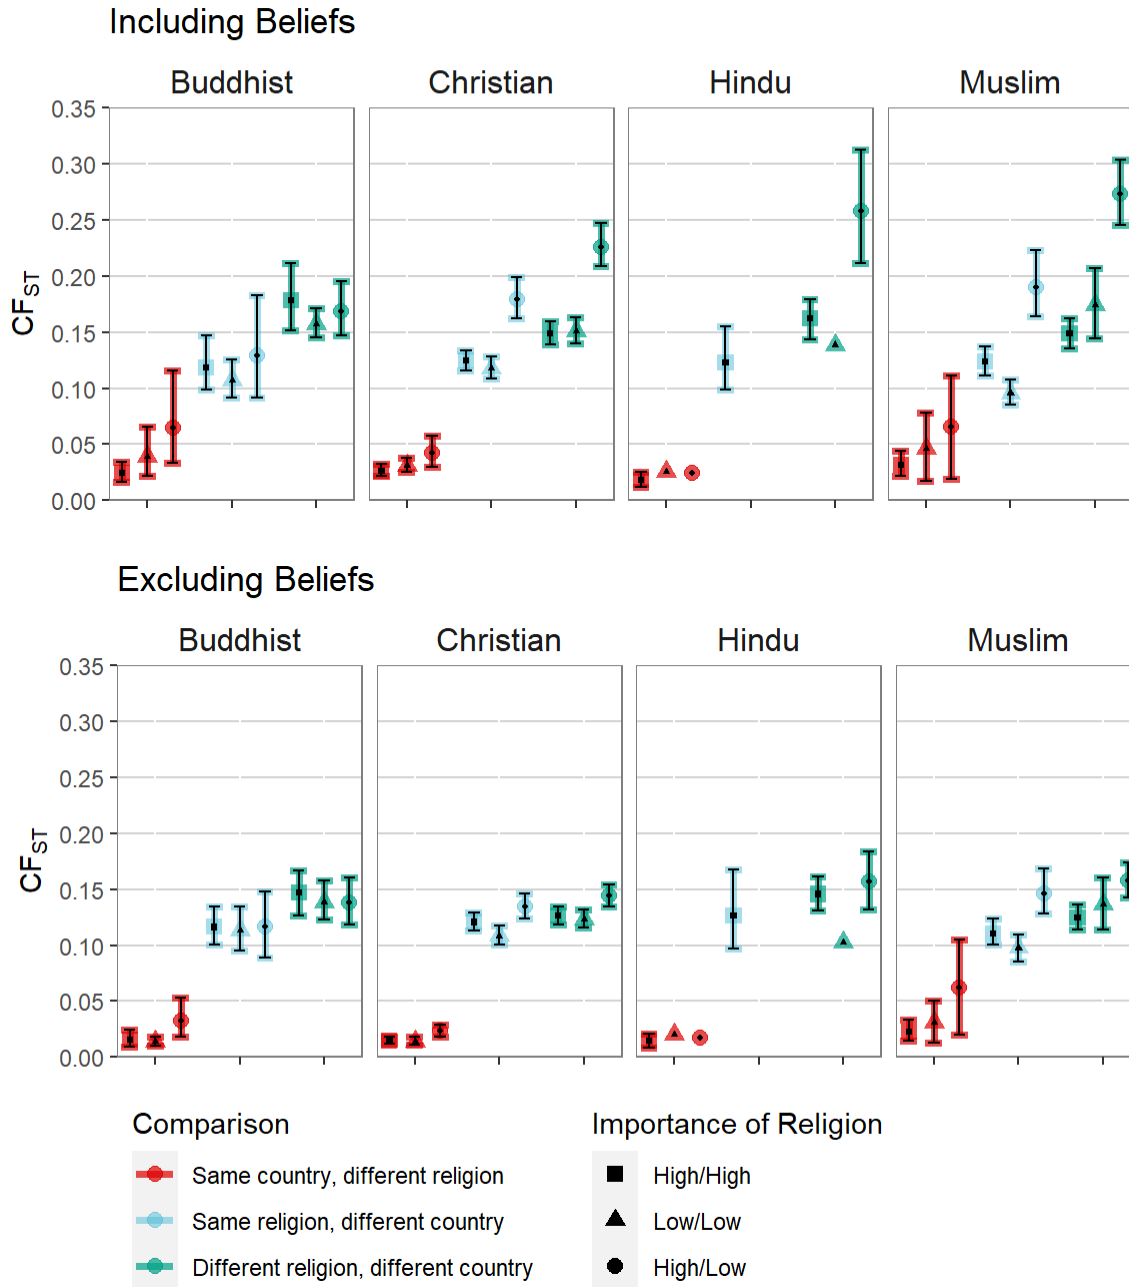 Including Beliefs
Buddhist Christian Hindu Muslim
0.35
0.30
0.25
0.20
0.15
0.10
0.05
0.00
CFST
Excluding Beliefs
Buddhist Christian Hindu Muslim
0.35
0.30
0.25
0.20
0.15
0.10
0.05
0.00
CFST
Comparison
Same country, different religion
Same religion, different country
Different religion, different country
Importance of Religion
High/High
Low/Low
High/Low